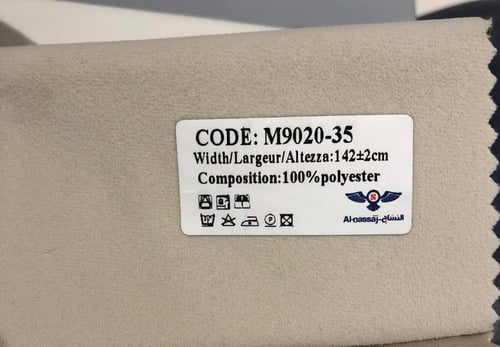 CODE: M9020-35
Width/Largeur/Altezza:142±2cm
Composition:100%polyester
Al-nassaj-النساج